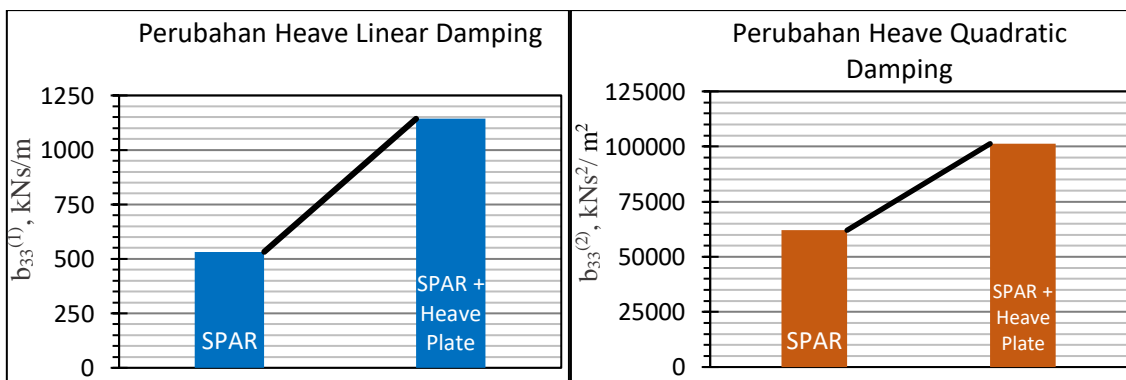 Perubahan Heave Linear Damping
b33(1), kNs/m
1250
1000
750
500
250
0
SPAR
SPAR +
Heave
Plate
Perubahan Heave Quadratic
Damping
b33(2), kNs2/ m2
125000
100000
75000
50000
25000
0
SPAR
SPAR +
Heave
Plate